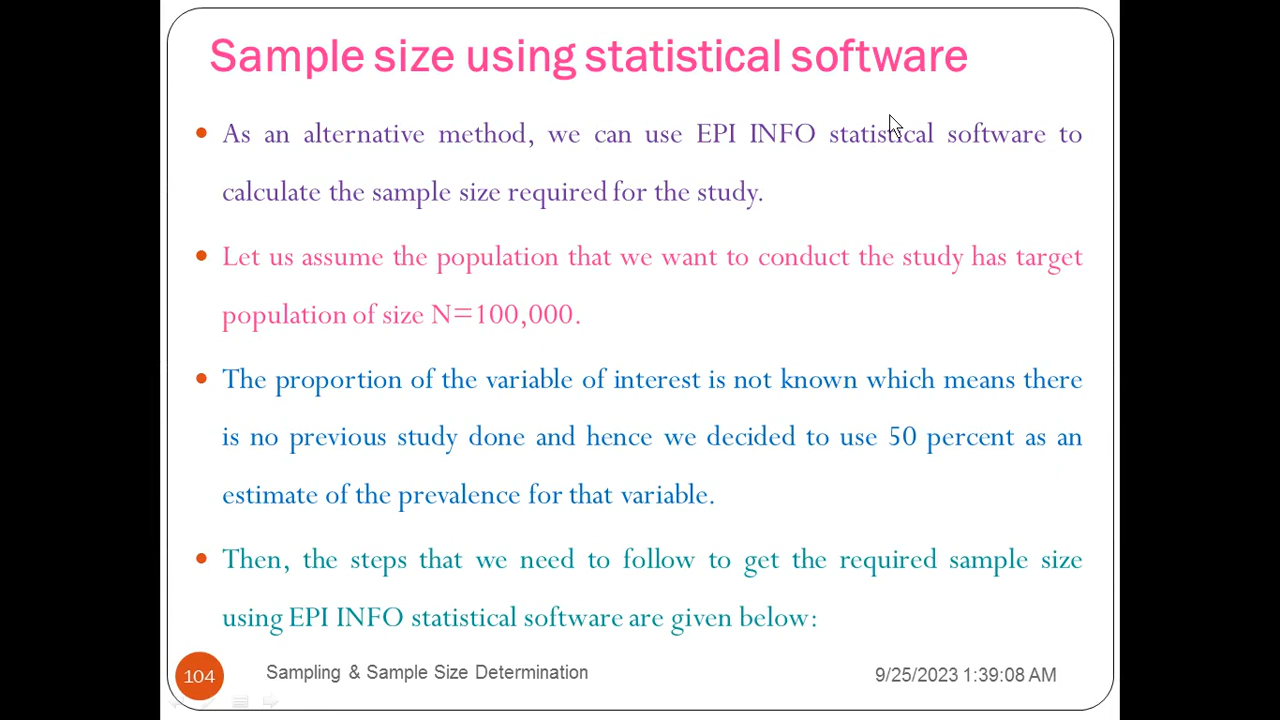 Sample size using statistical software
As an alternative method, we can use EPI INFO statistical software to
calculate the sample size required for the study.
Let us assume the population that we want to conduct the study has target
population of size N=100,000.
The proportion of the variable of interest is not known which means there
is no previous study done and hence we decided to use 50 percent as an
estimate of the prevalence for that variable.
Then, the steps that we need to follow to get the required sample size
using EPI INFO statistical software are given below:
104 Sampling & Sample Size Determination 9/25/2023 1:39:08 AM